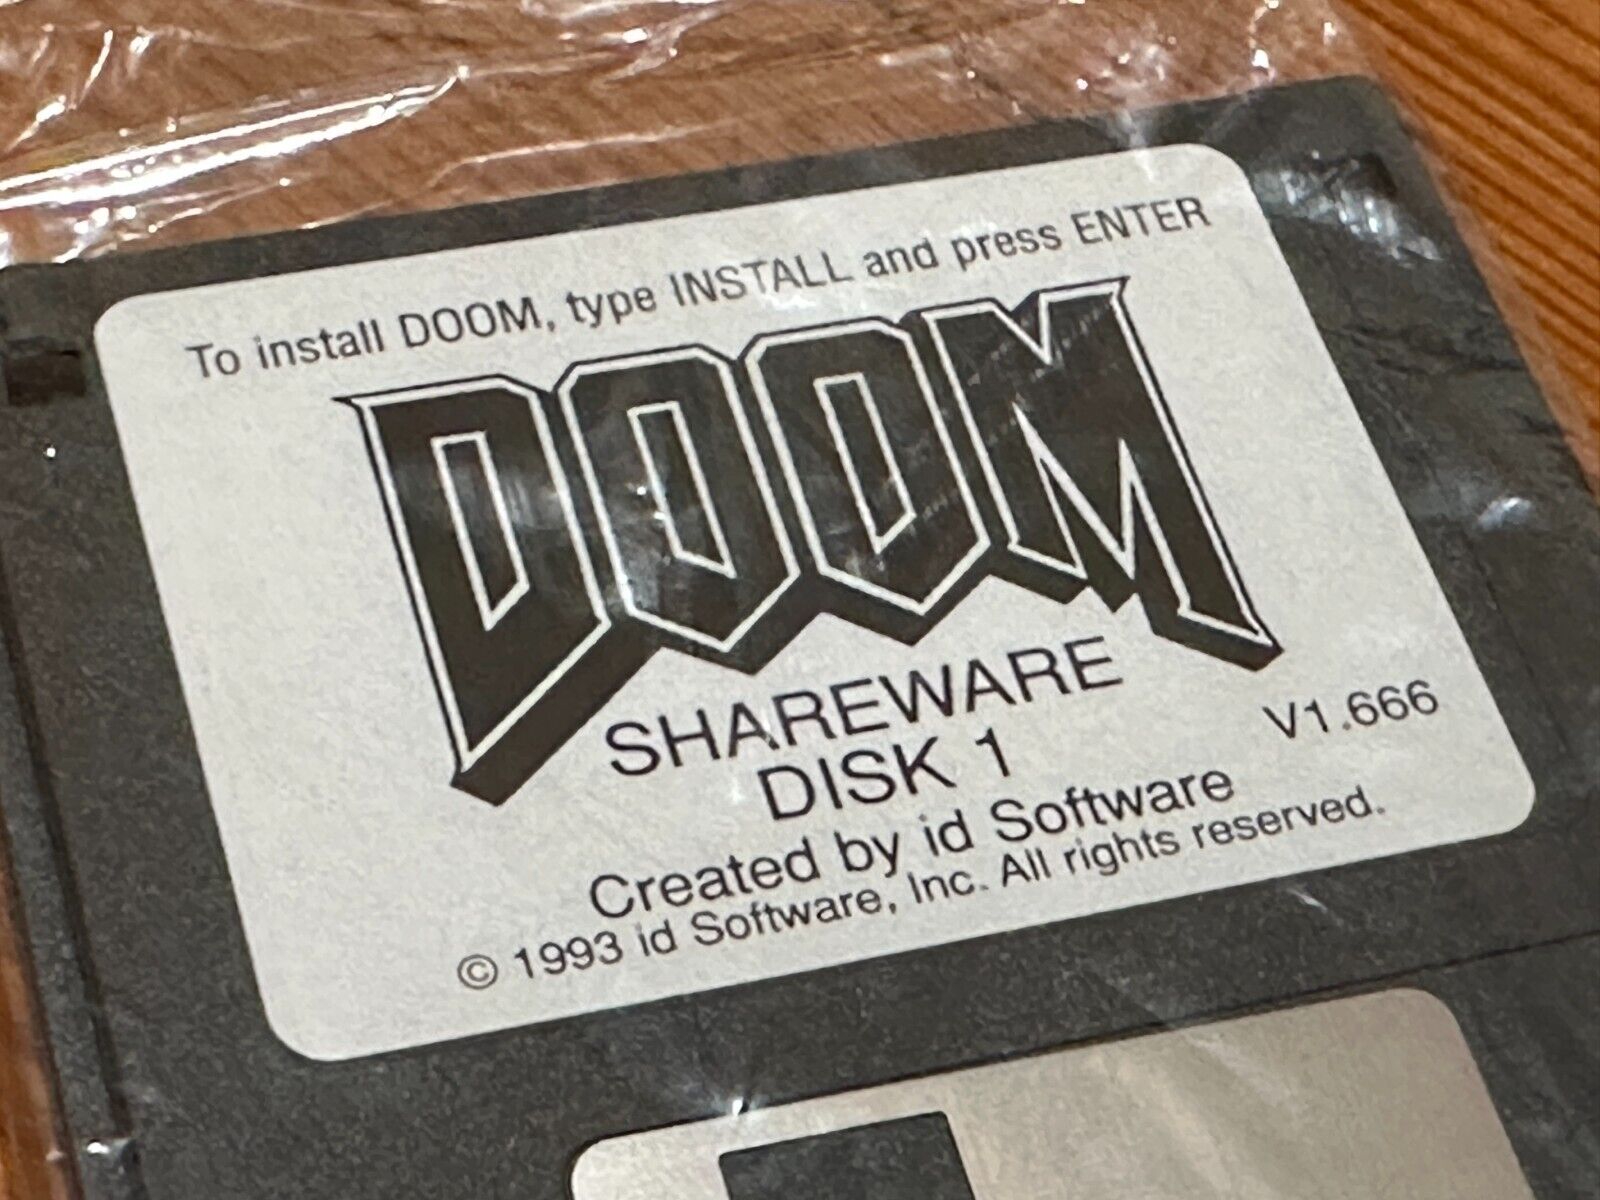 To install DOOM, type INSTALL and press ENTER
DOOM
SHAREWARE
DISK 1
V1.666
Created by id Software
© 1993 id Software, Inc. All rights reserved.